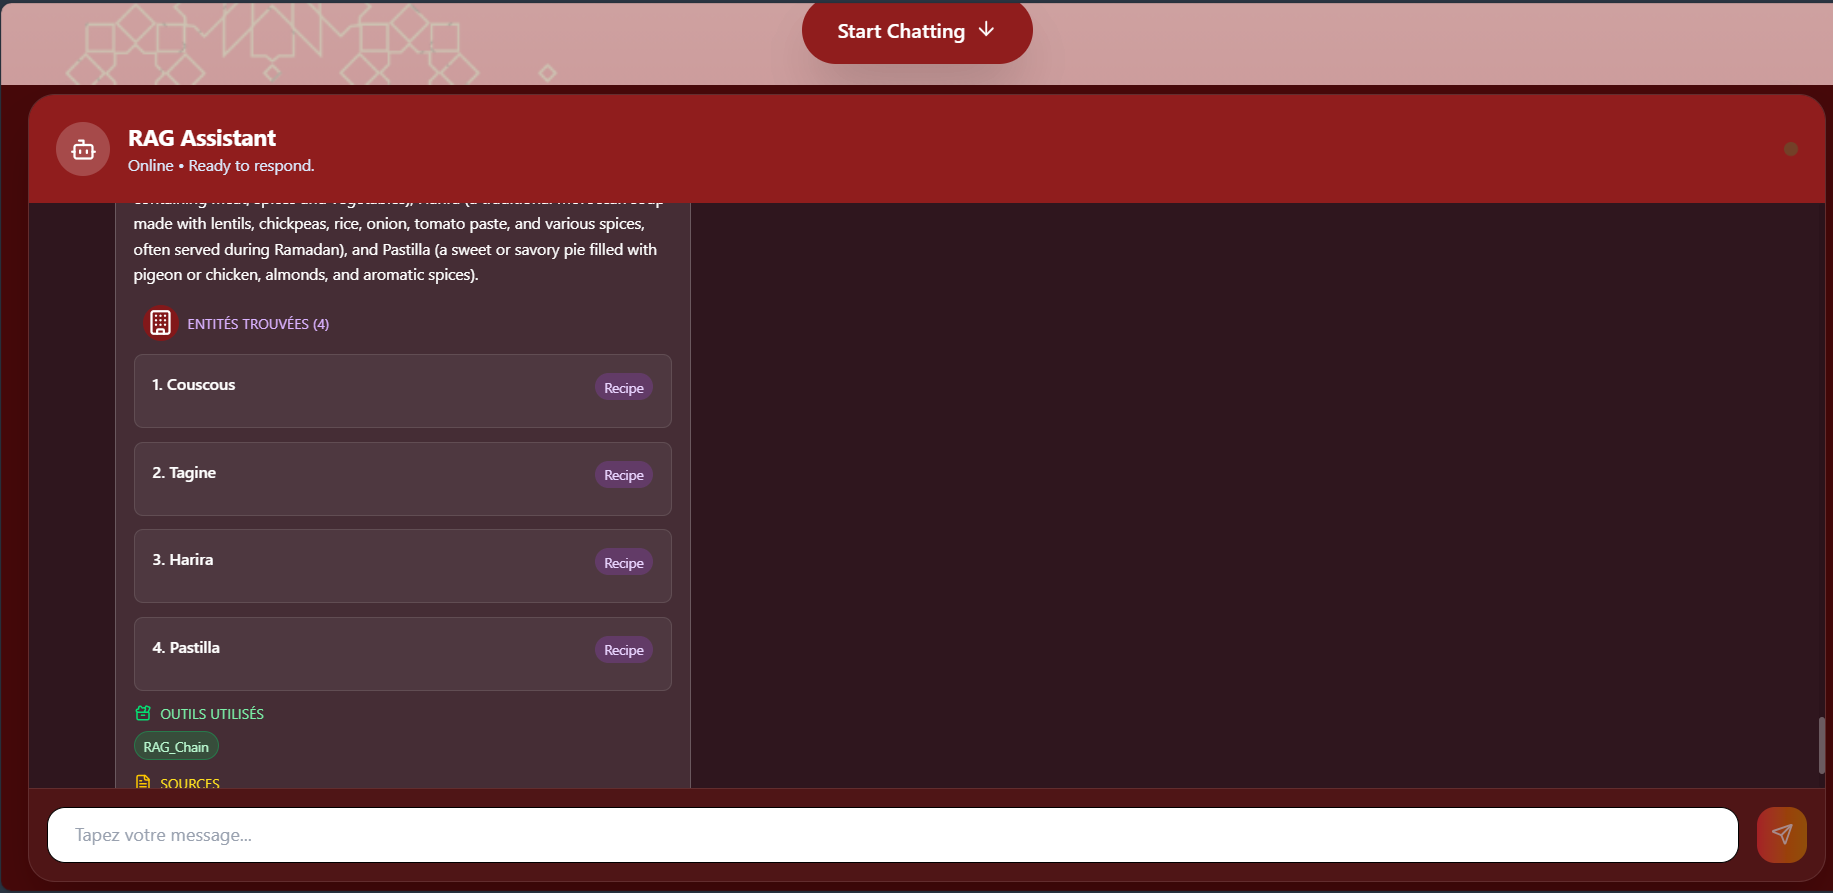 Start Chatting
RAG Assistant
Online • Ready to respond.
made with lentils, chickpeas, rice, onion, tomato paste, and various spices,
often served during Ramadan), and Pastilla (a sweet or savory pie filled with
pigeon or chicken, almonds, and aromatic spices).
ENTITÉS TROUVÉES (4)
1. Couscous
Recipe
2. Tagine
Recipe
3. Harira
Recipe
4. Pastilla
Recipe
OUTILS UTILISÉS
RAG_Chain
SOURCES
Tapez votre message...